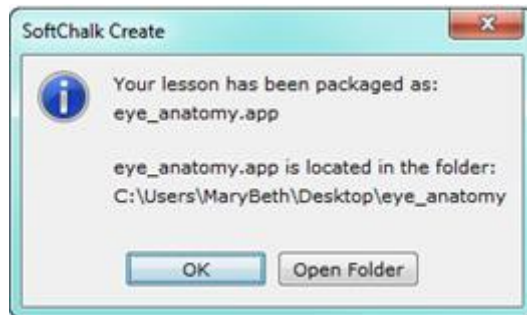 SoftChalk Create
Your lesson has been packaged as:
eye_anatomy.app
eye_anatomy.app is located in the folder:
C:\Users\MaryBeth\Desktop\eye_anatomy
OK
Open Folder